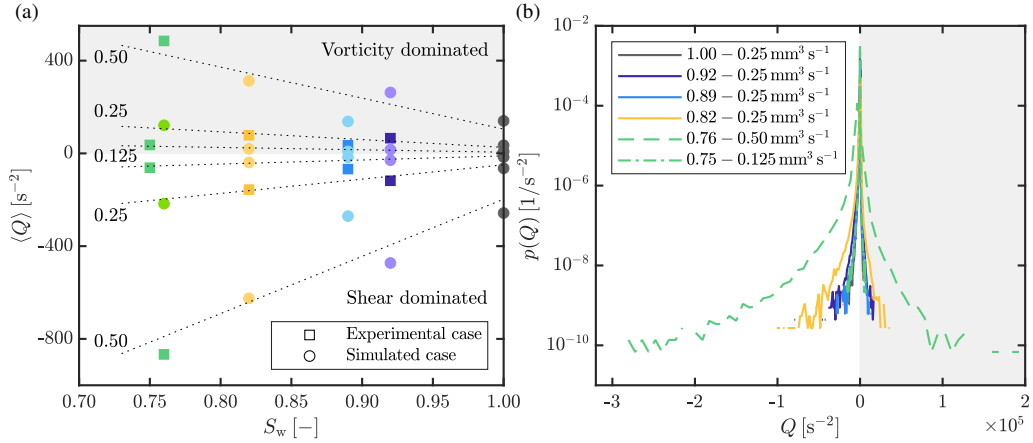 (a)
400
0
-400
-800
⟨Q⟩ [s⁻²]
0.50
0.25
0.125
0.25
0.50
Vorticity dominated
Shear dominated
Experimental case
Simulated case
0.70 0.75 0.80 0.85 0.90 0.95 1.00
S_w [−]
(b)
10⁻²
10⁻⁴
10⁻⁶
10⁻⁸
10⁻¹⁰
p(Q) [1/s⁻²]
1.00 − 0.25 mm³ s⁻¹
0.92 − 0.25 mm³ s⁻¹
0.89 − 0.25 mm³ s⁻¹
0.82 − 0.25 mm³ s⁻¹
0.76 − 0.50 mm³ s⁻¹
0.75 − 0.125 mm³ s⁻¹
-3 -2 -1 0 1 2
Q [s⁻²]
×10⁵